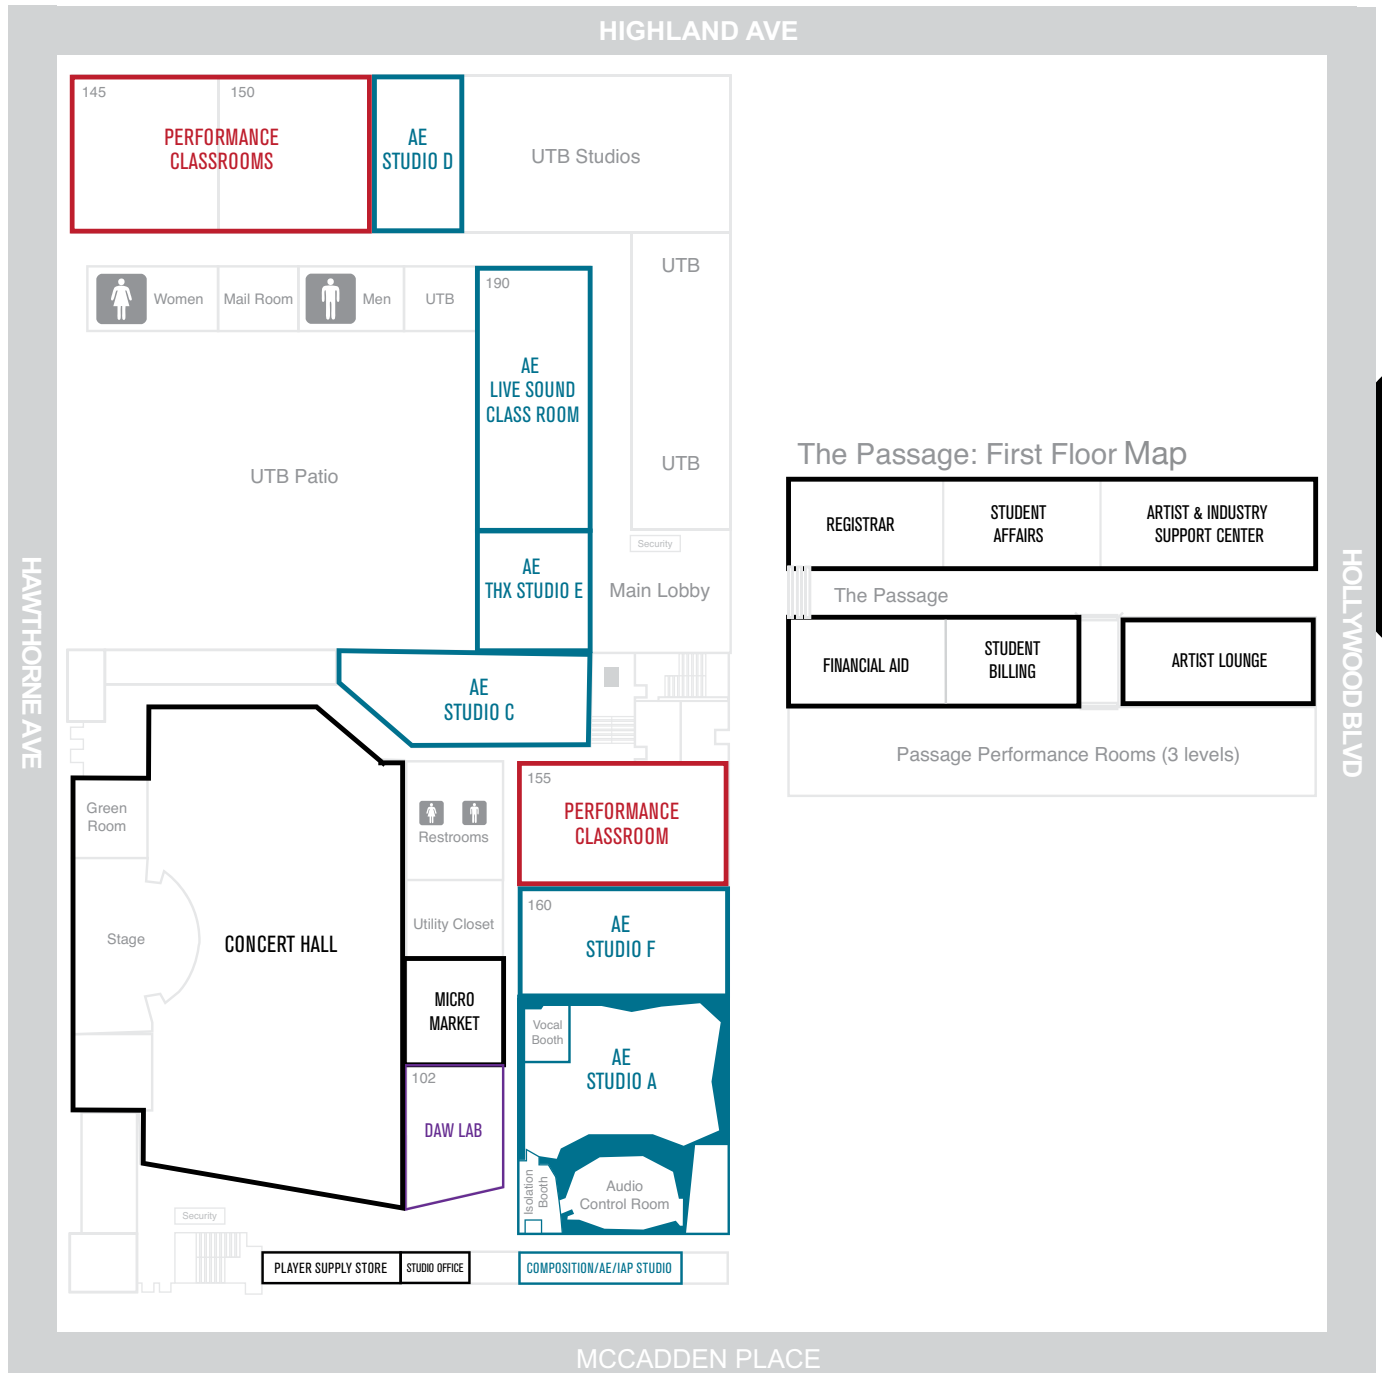 HIGHLAND AVE
145
150
PERFORMANCE
CLASSROOMS
AE
STUDIO D
UTB Studios
Women
Mail Room
Men
UTB
190
AE
LIVE SOUND
CLASS ROOM
UTB
UTB
UTB Patio
AE
THX STUDIO E
Security
Main Lobby
AE
STUDIO C
HAWTHORNE AVE
HOLLYWOOD BLVD
The Passage: First Floor Map
REGISTRAR
STUDENT
AFFAIRS
ARTIST & INDUSTRY
SUPPORT CENTER
The Passage
FINANCIAL AID
STUDENT
BILLING
ARTIST LOUNGE
Passage Performance Rooms (3 levels)
Green
Room
Stage
CONCERT HALL
Restrooms
Utility Closet
MICRO
MARKET
102
DAW LAB
155
PERFORMANCE
CLASSROOM
160
AE
STUDIO F
Vocal
Booth
AE
STUDIO A
Isolation
Booth
Audio
Control Room
Security
PLAYER SUPPLY STORE
STUDIO OFFICE
COMPOSITION/AE/IAP STUDIO
MCCADDEN PLACE